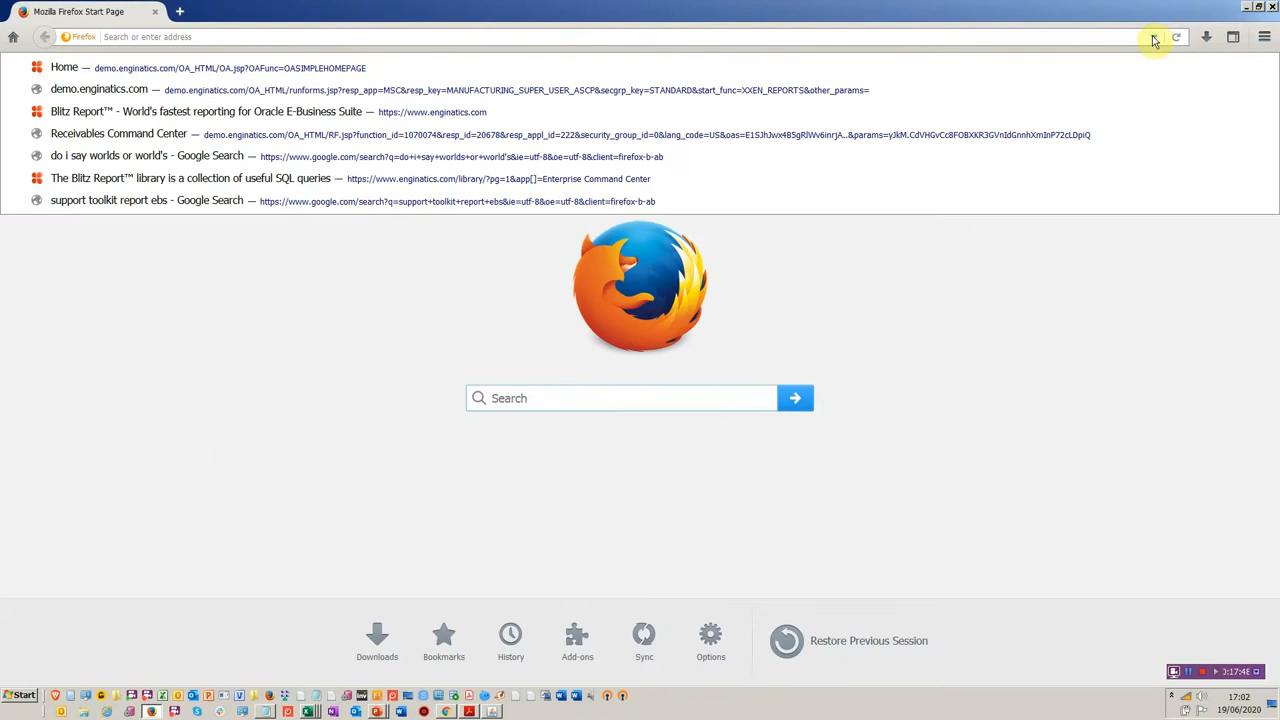 Mozilla Firefox Start Page
Firefox Search or enter address
Home — demo.enginatics.com/OA_HTML/OA.jsp?OAFunc=OASIMPLEHOMEPAGE
demo.enginatics.com — demo.enginatics.com/OA_HTML/runforms.jsp?resp_app=MSC&resp_key=MANUFACTURING_SUPER_USER_ASCP&secgrp_key=STANDARD&start_func=XXEN_REPORTS&other_params=
Blitz Report™ - World's fastest reporting for Oracle E-Business Suite — https://www.enginatics.com
Receivables Command Center — demo.enginatics.com/OA_HTML/RF.jsp?function_id=1070074&resp_id=20678&resp_appl_id=222&security_group_id=0&lang_code=US&oas=E1SJhJwx4B5gRlWv6inrjA..&params=yJkM.CdVHGvCc8FOBXKR3GVnIdGnnhXmInP72cLDpiQ
do i say worlds or world's - Google Search — https://www.google.com/search?q=do+i+say+worlds+or+world's&ie=utf-8&oe=utf-8&client=firefox-b-ab
The Blitz Report™ library is a collection of useful SQL queries — https://www.enginatics.com/library/?pg=1&app[]=Enterprise Command Center
support toolkit report ebs - Google Search — https://www.google.com/search?q=support+toolkit+report+ebs&ie=utf-8&oe=utf-8&client=firefox-b-ab
Search
Downloads Bookmarks History Add-ons Sync Options Restore Previous Session
0:17:48
Start
17:02
19/06/2020